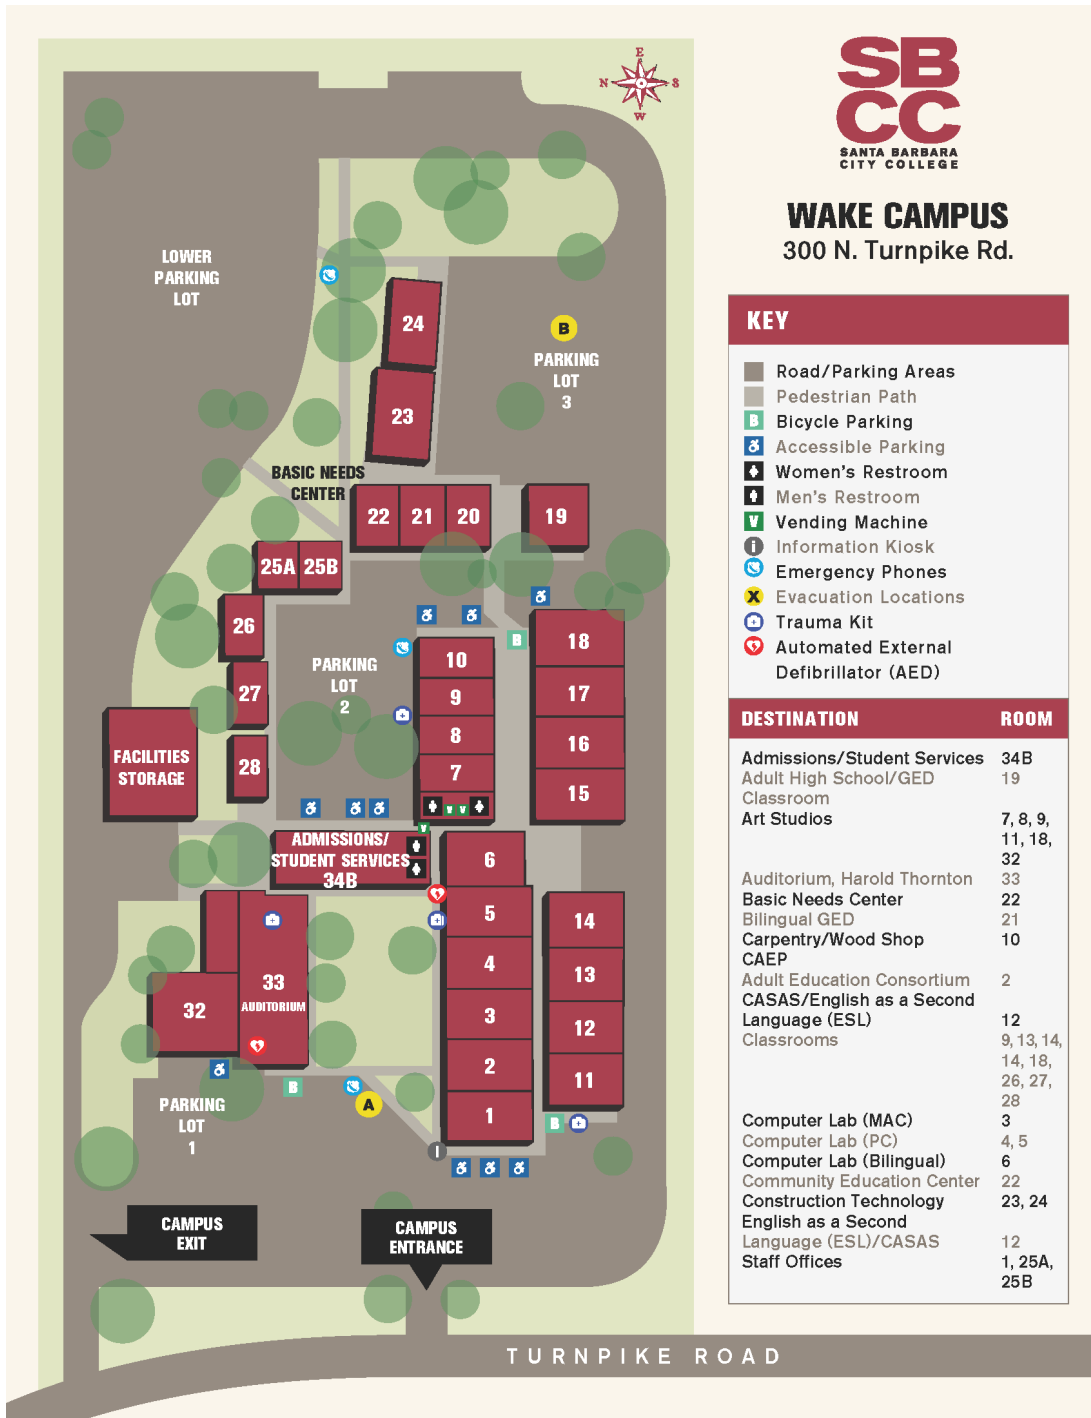 E
N
S
W
SB
CC
SANTA BARBARA
CITY COLLEGE
WAKE CAMPUS
300 N. Turnpike Rd.
LOWER
PARKING
LOT
24
B
PARKING
LOT
3
23
BASIC NEEDS
CENTER
22
21
20
19
25A
25B
26
PARKING
LOT
2
B
18
10
27
9
17
8
16
FACILITIES
STORAGE
28
7
15
V
V
V
ADMISSIONS/
STUDENT SERVICES
34B
6
5
14
4
13
33
AUDITORIUM
32
3
12
2
11
B
A
PARKING
LOT
1
1
B
i
CAMPUS
EXIT
CAMPUS
ENTRANCE
TURNPIKE ROAD
KEY
Road/Parking Areas
Pedestrian Path
B Bicycle Parking
Accessible Parking
Women's Restroom
Men's Restroom
V Vending Machine
i Information Kiosk
Emergency Phones
X Evacuation Locations
Trauma Kit
Automated External
Defibrillator (AED)
DESTINATION ROOM
Admissions/Student Services 34B
Adult High School/GED 19
Classroom
Art Studios 7, 8, 9,
11, 18,
32
Auditorium, Harold Thornton 33
Basic Needs Center 22
Bilingual GED 21
Carpentry/Wood Shop 10
CAEP
Adult Education Consortium 2
CASAS/English as a Second
Language (ESL) 12
Classrooms 9, 13, 14,
14, 18,
26, 27,
28
Computer Lab (MAC) 3
Computer Lab (PC) 4, 5
Computer Lab (Bilingual) 6
Community Education Center 22
Construction Technology 23, 24
English as a Second
Language (ESL)/CASAS 12
Staff Offices 1, 25A,
25B